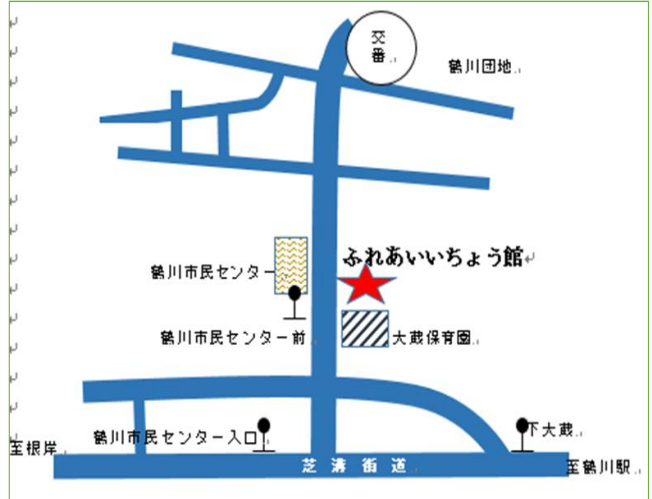 交
番
鶴川団地
ふれあいいちょう館
鶴川市民センター
鶴川市民センター前
大蔵保育園
鶴川市民センター入口
下大蔵
至根岸
芝溝街道
至鶴川駅